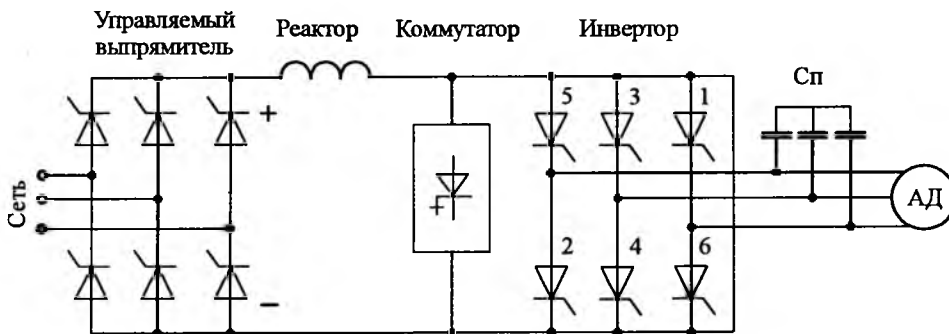 Управляемый
выпрямитель
Реактор
Коммутатор
Инвертор
Сп
5
3
1
+
Сеть
АД
+
2
4
6
−